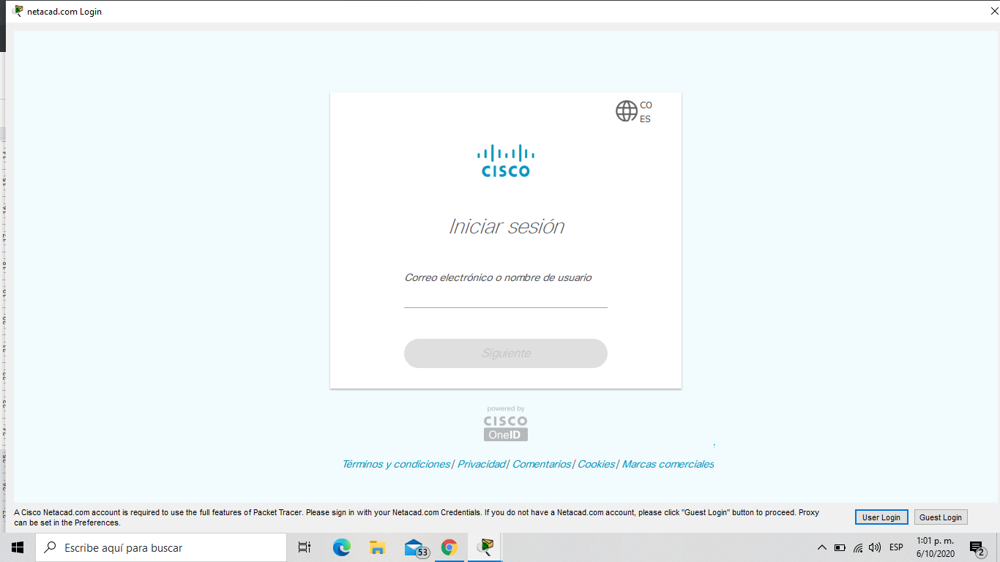 netacad.com Login
CO
ES
CISCO
Iniciar sesión
Correo electrónico o nombre de usuario
Siguiente
powered by
CISCO
OneID
Términos y condiciones| Privacidad| Comentarios| Cookies| Marcas comerciales
A Cisco Netacad.com account is required to use the full features of Packet Tracer. Please sign in with your Netacad.com Credentials. If you do not have a Netacad.com account, please click "Guest Login" button to proceed. Proxy
can be set in the Preferences.
User Login
Guest Login
Escribe aquí para buscar
53
ESP
1:01 p. m.
6/10/2020
2